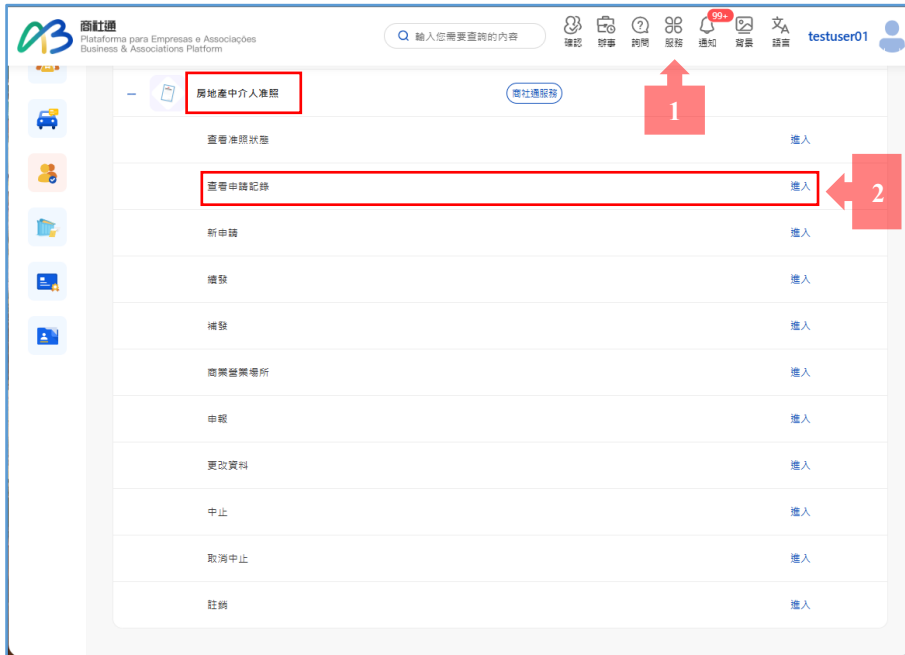 商社通
Plataforma para Empresas e Associações
Business & Associations Platform
輸入您需要查詢的內容
確認
辦事
詢問
服務
99+
通知
背景
語言
testuser01
1
房地產中介人准照
商社通服務
查看准照狀態 進入
查看申請記錄 進入
2
新申請 進入
續發 進入
補發 進入
商業營業場所 進入
申報 進入
更改資料 進入
中止 進入
取消中止 進入
註銷 進入